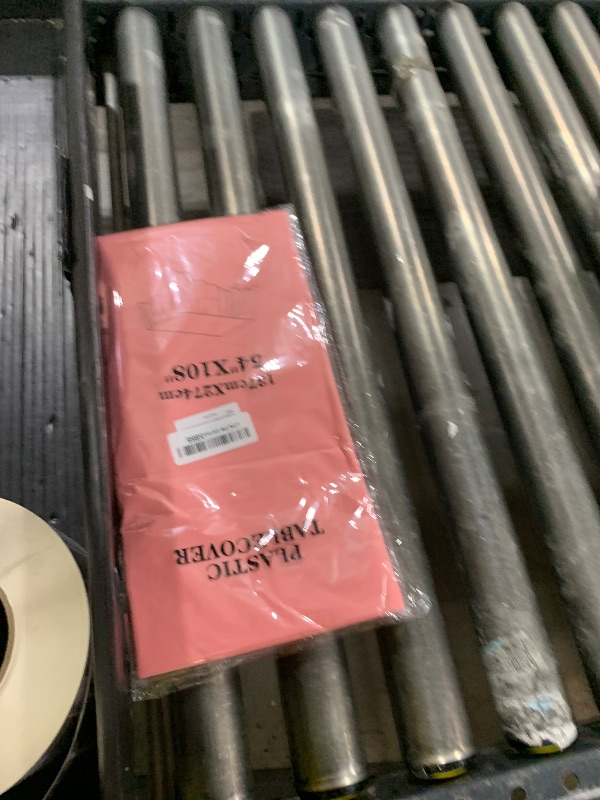 PLASTIC
TABLECOVER
137cmX274cm
54"X108"